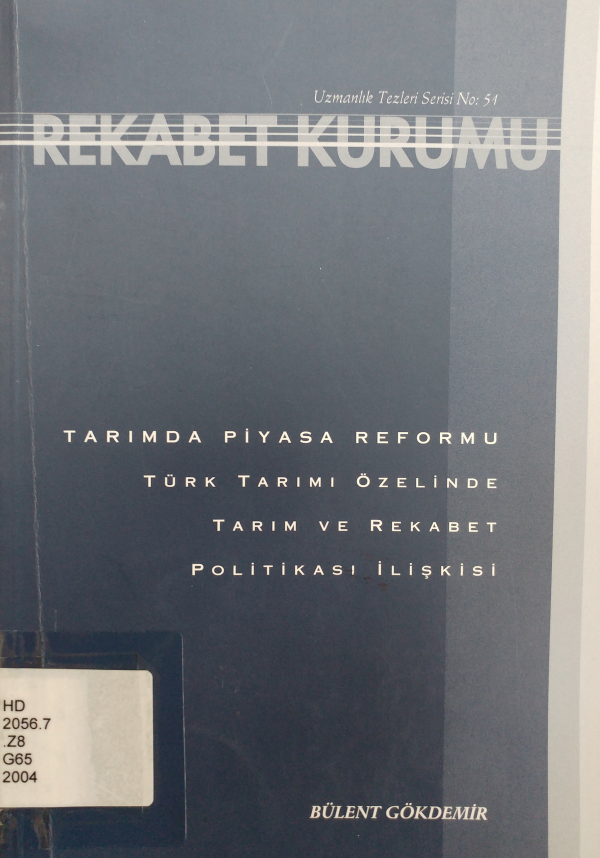 Uzmanlık Tezleri Serisi No: 51
REKABET KURUMU
TARIMDA PİYASA REFORMU
TÜRK TARIMI ÖZELİNDE
TARIM VE REKABET
POLİTİKASI İLİŞKİSİ
HD
2056.7
.Z8
G65
2004
BÜLENT GÖKDEMİR